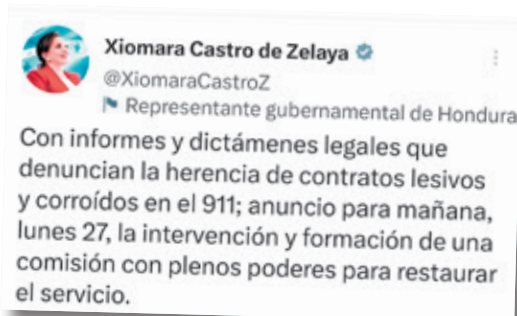 Xiomara Castro de Zelaya
@XiomaraCastroZ
Representante gubernamental de Hondura
Con informes y dictámenes legales que
denuncian la herencia de contratos lesivos
y corroídos en el 911; anuncio para mañana,
lunes 27, la intervención y formación de una
comisión con plenos poderes para restaurar
el servicio.